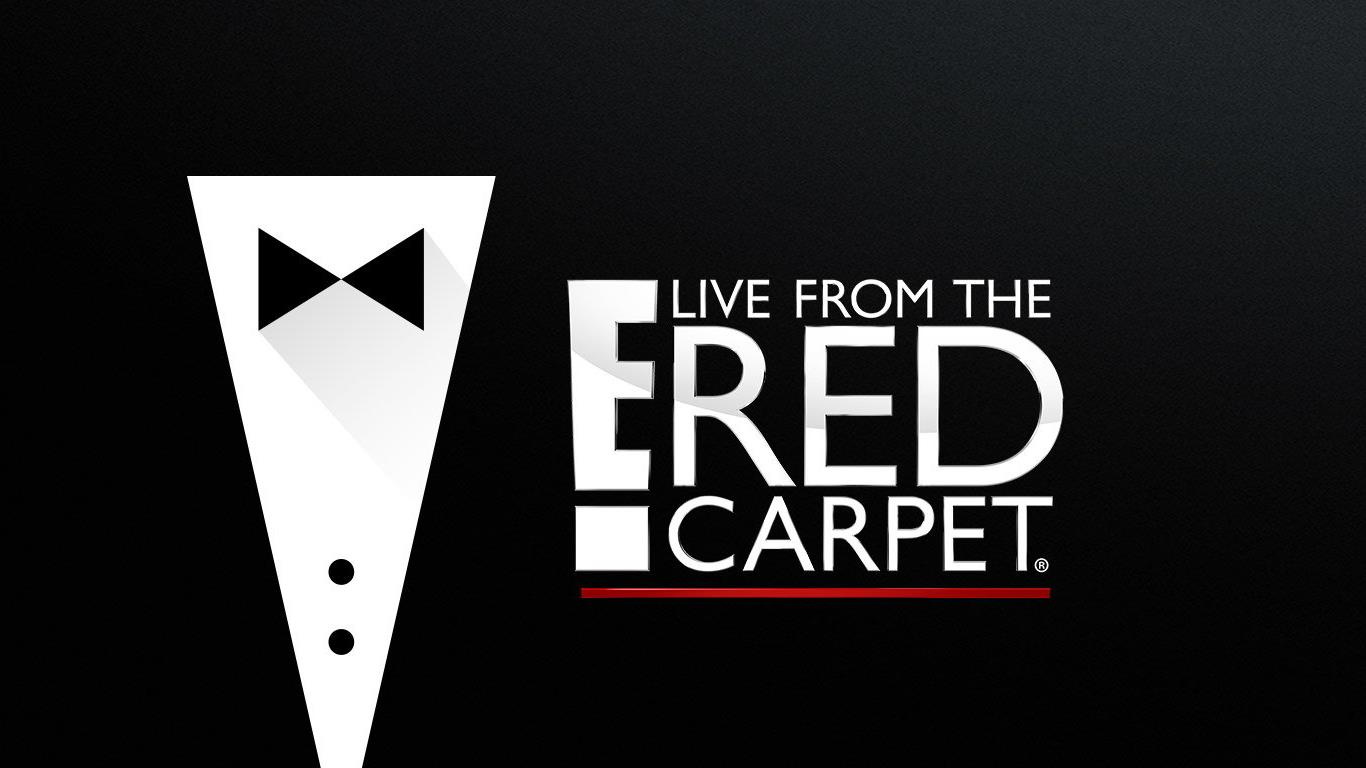 E!
LIVE FROM THE
RED
CARPET®